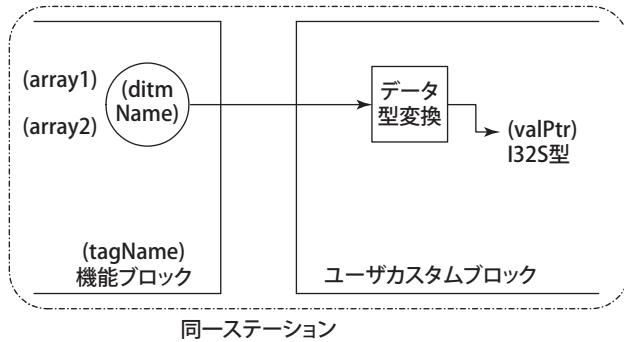 (array1)
(array2)
(ditm
Name)
(tagName)
機能ブロック
データ
型変換
(valPtr)
I32S型
ユーザカスタムブロック
同一ステーション